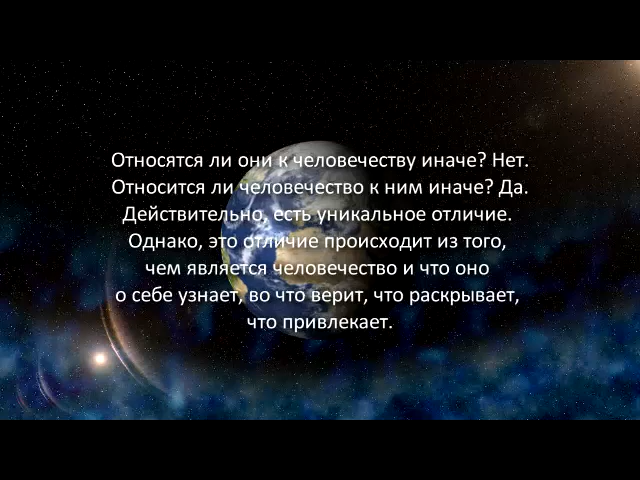 Относятся ли они к человечеству иначе? Нет.
Относится ли человечество к ним иначе? Да.
Действительно, есть уникальное отличие.
Однако, это отличие происходит из того,
чем является человечество и что оно
о себе узнает, во что верит, что раскрывает,
что привлекает.